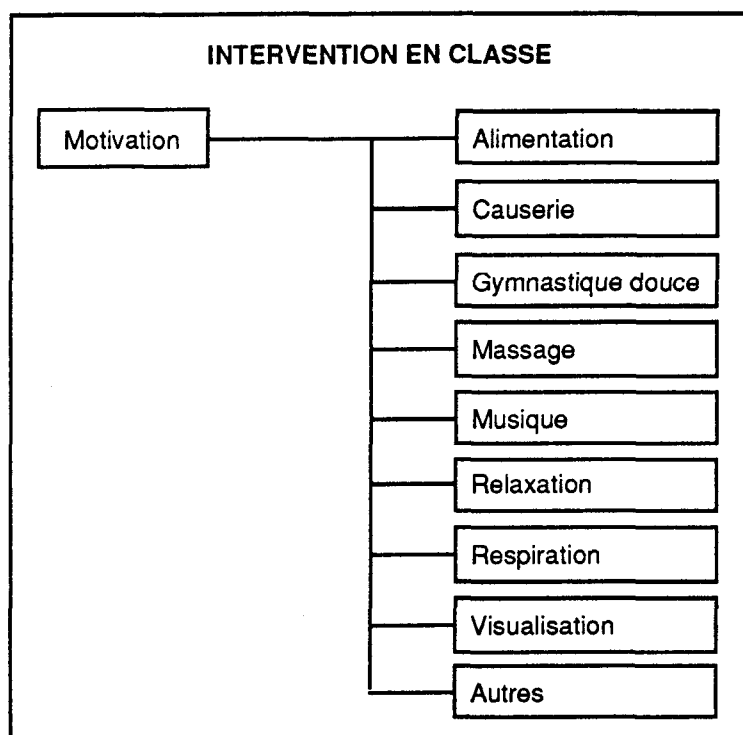 INTERVENTION EN CLASSE
Motivation
Alimentation
Causerie
Gymnastique douce
Massage
Musique
Relaxation
Respiration
Visualisation
Autres